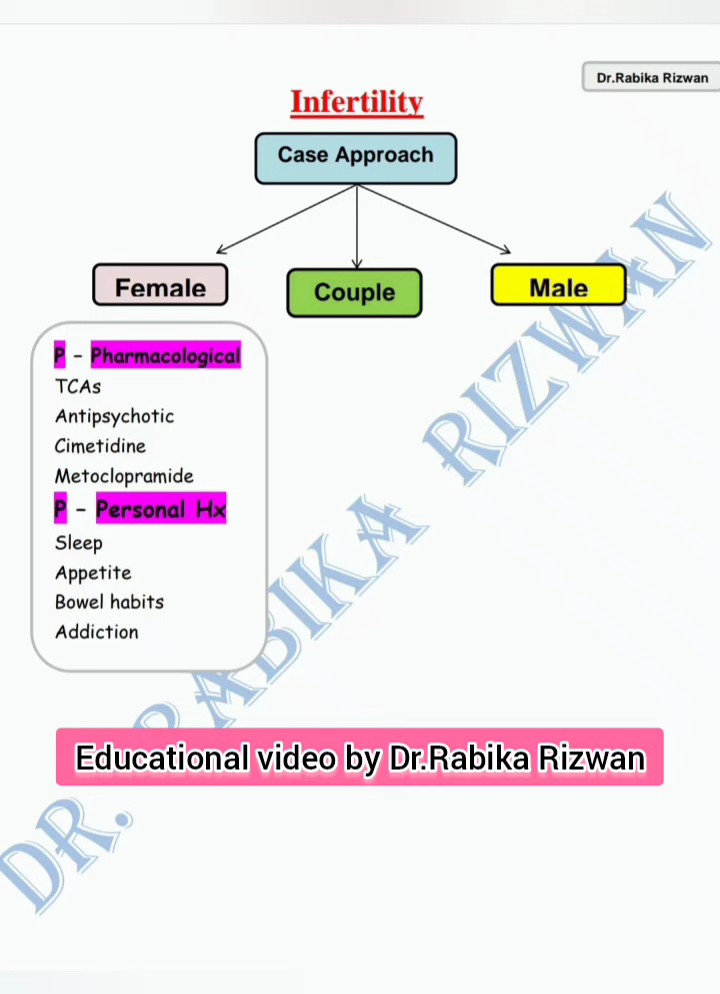 Dr.Rabika Rizwan
Infertility
Case Approach
Female
Couple
Male
P – Pharmacological
TCAs
Antipsychotic
Cimetidine
Metoclopramide
P – Personal Hx
Sleep
Appetite
Bowel habits
Addiction
Educational video by Dr.Rabika Rizwan
DR. RABIKA RIZWAN